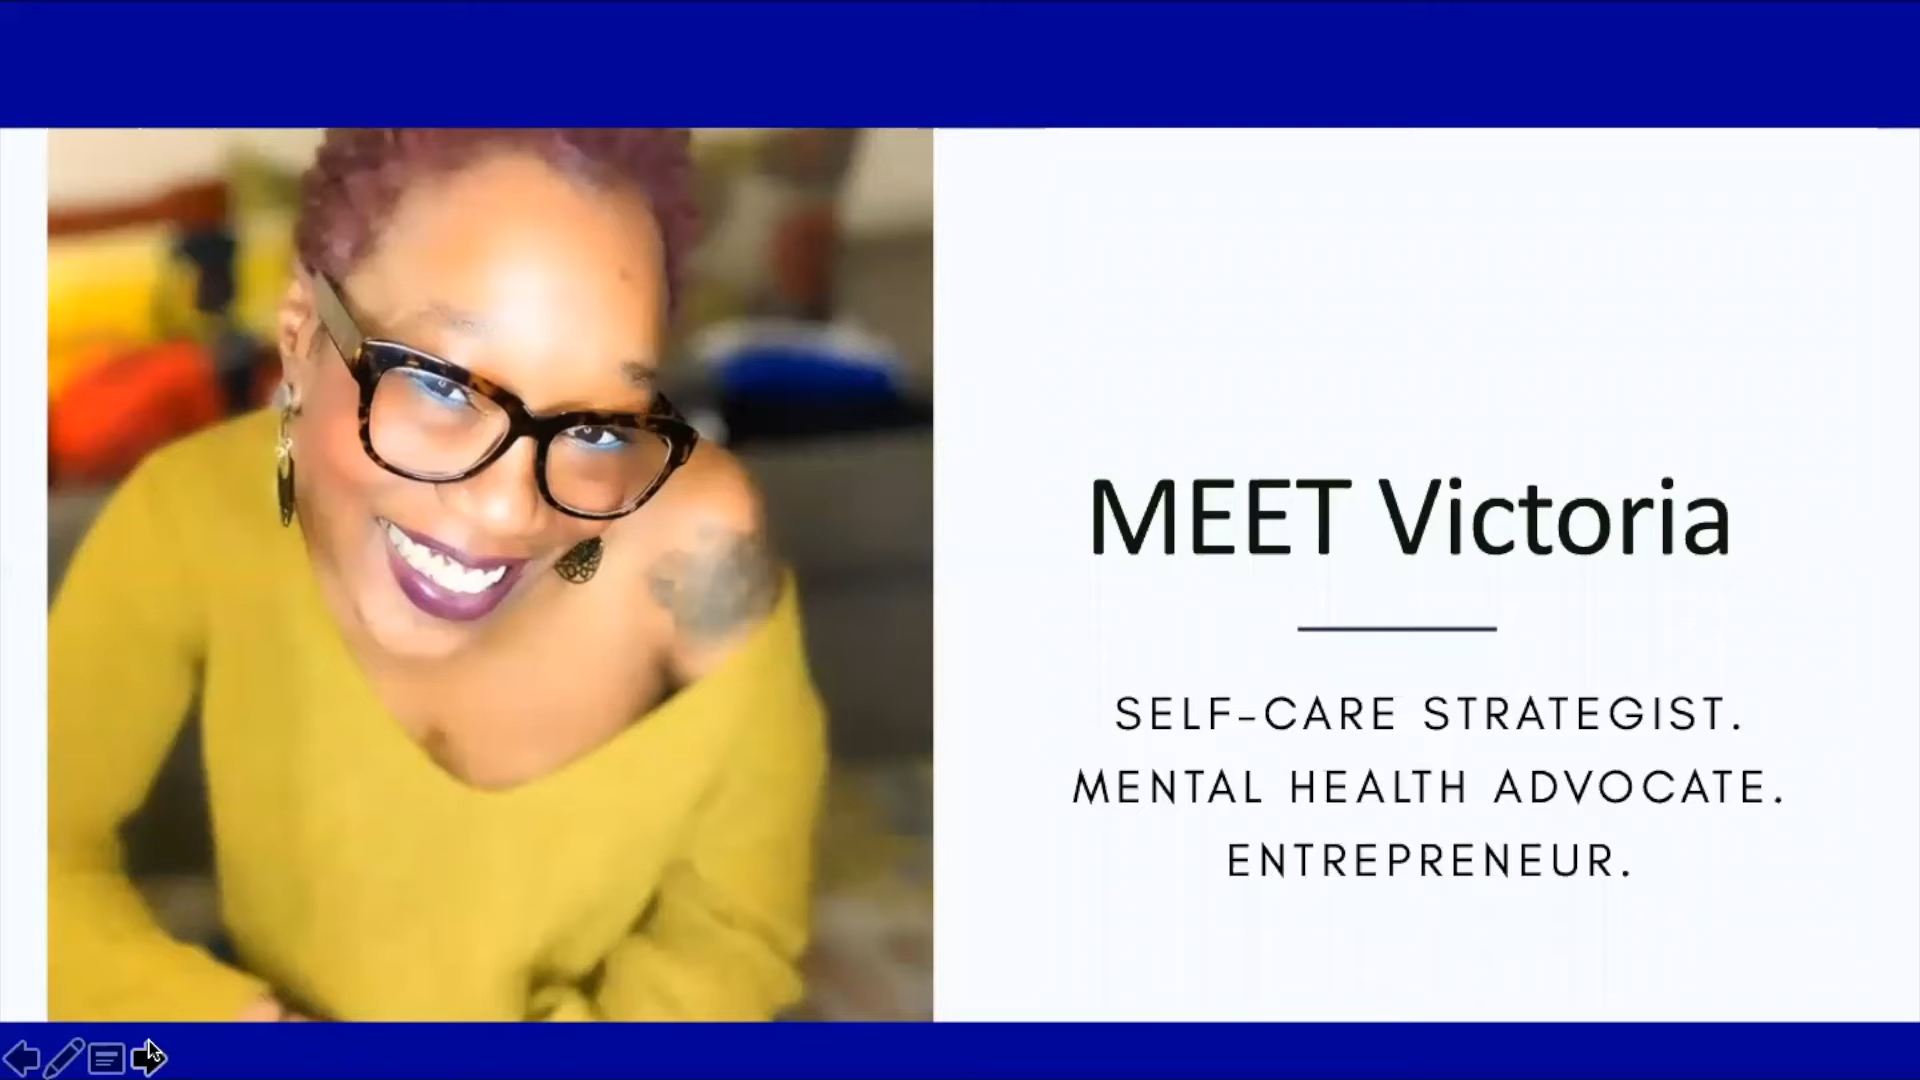 MEET Victoria
SELF-CARE STRATEGIST.
MENTAL HEALTH ADVOCATE.
ENTREPRENEUR.